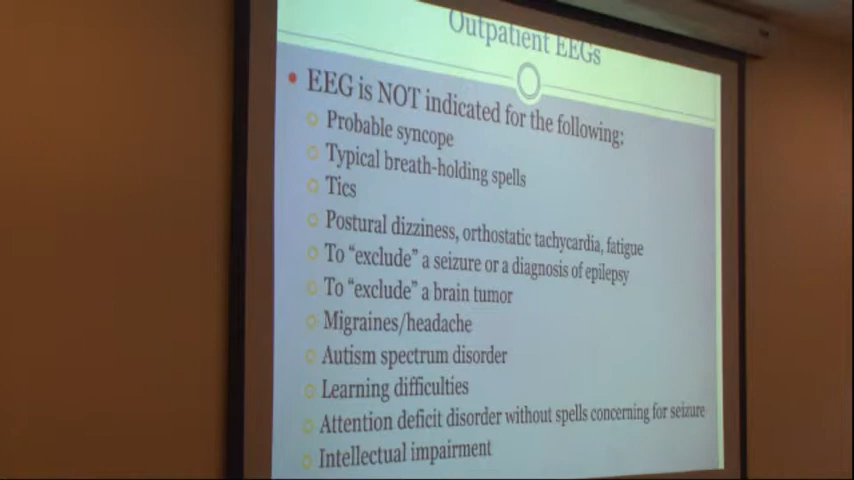 Outpatient EEGs
EEG is NOT indicated for the following:
Probable syncope
Typical breath-holding spells
Tics
Postural dizziness, orthostatic tachycardia, fatigue
To “exclude” a seizure or a diagnosis of epilepsy
To “exclude” a brain tumor
Migraines/headache
Autism spectrum disorder
Learning difficulties
Attention deficit disorder without spells concerning for seizure
Intellectual impairment